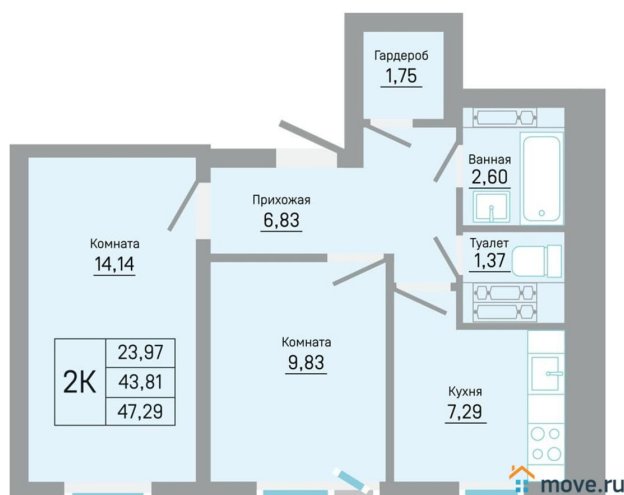 Гардероб
1,75
Ванная
2,60
Прихожая
6,83
Туалет
1,37
Комната
14,14
Комната
9,83
2К
23,97
43,81
47,29
Кухня
7,29
move.ru